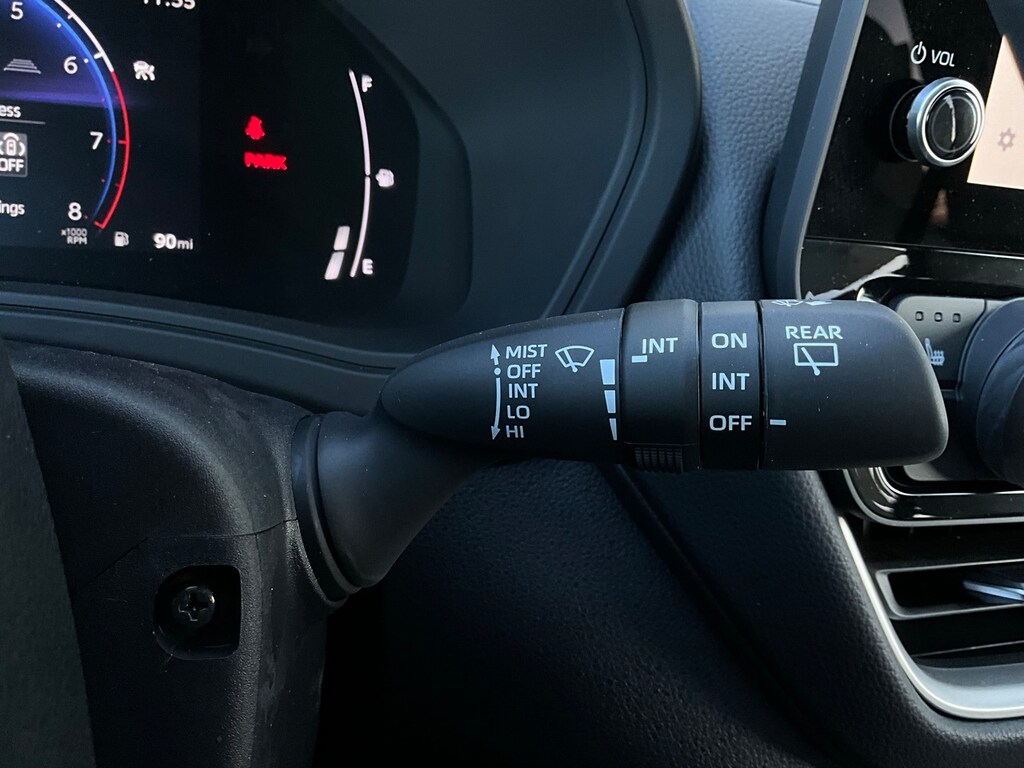 5
6
ess
7
OFF
ings
8
x1000
RPM
90mi
PARK
F
E
VOL
MIST
OFF
INT
LO
HI
INT
ON
INT
OFF
REAR